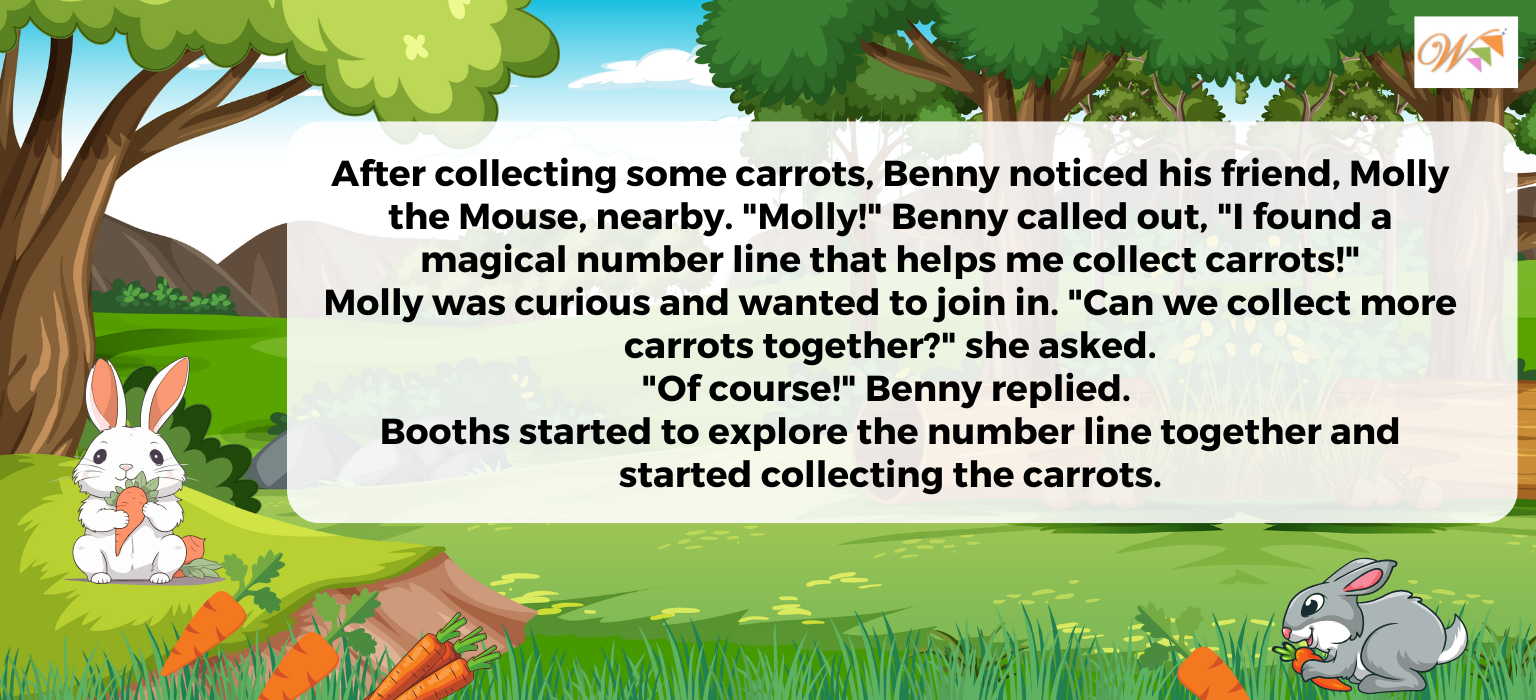 W
After collecting some carrots, Benny noticed his friend, Molly
the Mouse, nearby. "Molly!" Benny called out, "I found a
magical number line that helps me collect carrots!"
Molly was curious and wanted to join in. "Can we collect more
carrots together?" she asked.
"Of course!" Benny replied.
Booths started to explore the number line together and
started collecting the carrots.